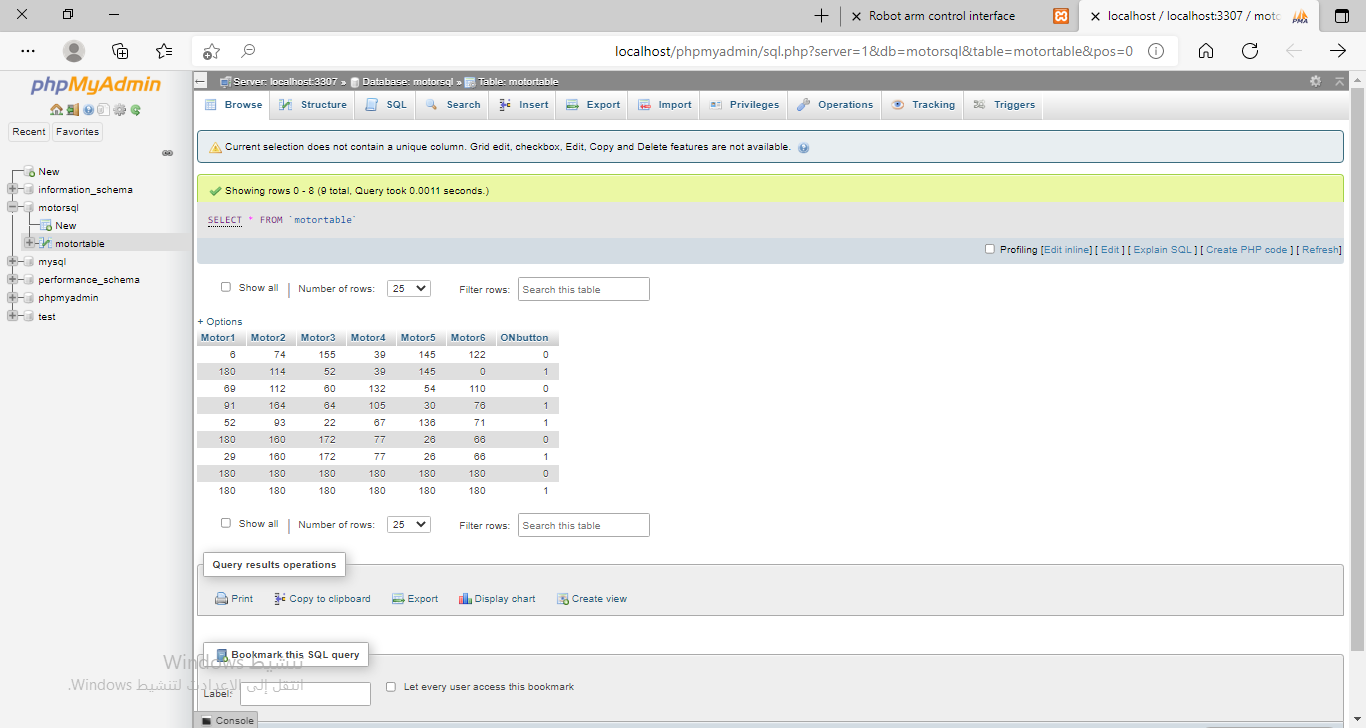 Robot arm control interface
localhost / localhost:3307 / moto
localhost/phpmyadmin/sql.php?server=1&db=motorsql&table=motortable&pos=0
phpMyAdmin
Recent Favorites
New
information_schema
motorsql
New
motortable
mysql
performance_schema
phpmyadmin
test
Server: localhost:3307 » Database: motorsql » Table: motortable
Browse Structure SQL Search Insert Export Import Privileges Operations Tracking Triggers
Current selection does not contain a unique column. Grid edit, checkbox, Edit, Copy and Delete features are not available.
Showing rows 0 - 8 (9 total, Query took 0.0011 seconds.)
SELECT * FROM `motortable`
Profiling [Edit inline] [ Edit ] [ Explain SQL ] [ Create PHP code ] [ Refresh]
Show all | Number of rows: 25 Filter rows: Search this table
+ Options
Motor1 Motor2 Motor3 Motor4 Motor5 Motor6 ONbutton
6 74 155 39 145 122 0
180 114 52 39 145 0 1
69 112 60 132 54 110 0
91 164 64 105 30 76 1
52 93 22 67 136 71 1
180 160 172 77 26 66 0
29 160 172 77 26 66 1
180 180 180 180 180 180 0
180 180 180 180 180 180 1
Show all | Number of rows: 25 Filter rows: Search this table
Query results operations
Print Copy to clipboard Export Display chart Create view
Bookmark this SQL query
تنشيط Windows
Label: Let every user access this bookmark
انتقل إلى الإعدادات لتنشيط Windows.
Console